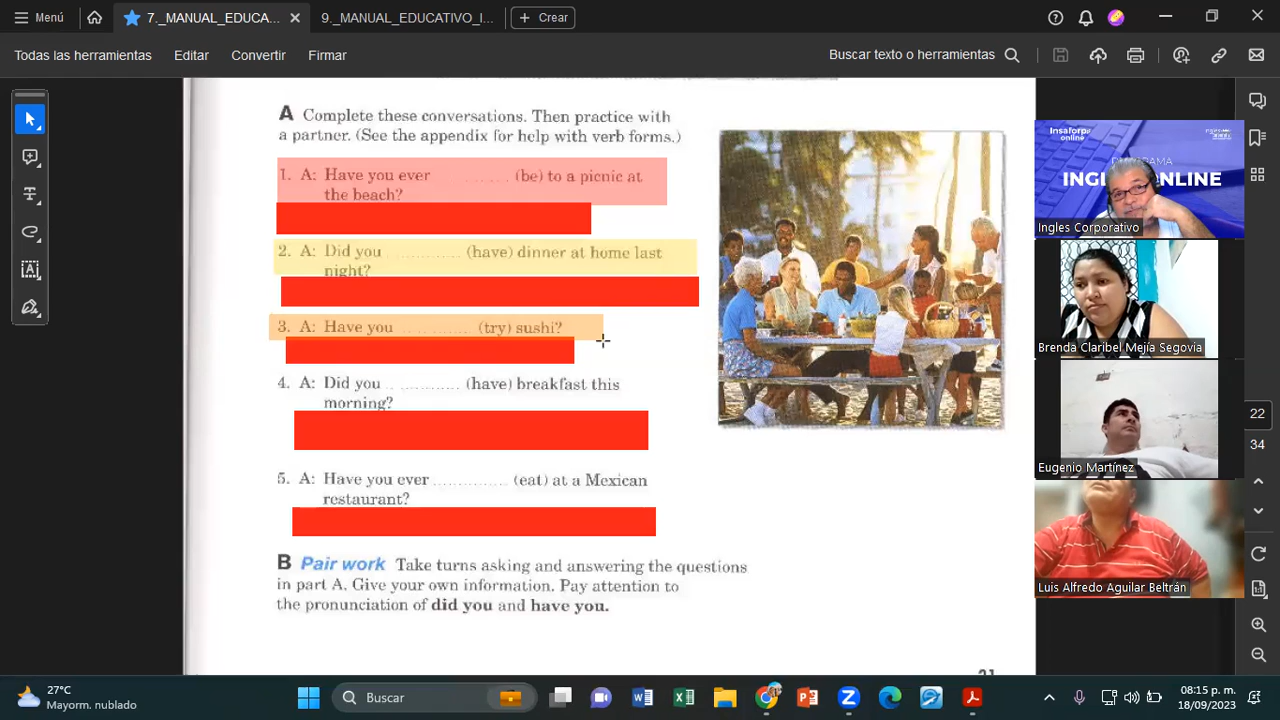 Menú
7._MANUAL_EDUCA...
9._MANUAL_EDUCATIVO_I...
Crear
Todas las herramientas
Editar
Convertir
Firmar
Buscar texto o herramientas
A Complete these conversations. Then practice with
a partner. (See the appendix for help with verb forms.)
1. A: Have you ever ............ (be) to a picnic at
the beach?
2. A: Did you ............ (have) dinner at home last
night?
3. A: Have you ............ (try) sushi?
4. A: Did you ............ (have) breakfast this
morning?
5. A: Have you ever ............ (eat) at a Mexican
restaurant?
B Pair work Take turns asking and answering the questions
in part A. Give your own information. Pay attention to
the pronunciation of did you and have you.
Insaforp
online
INGL
ONLINE
Ingles Corporativo
Brenda Claribel Mejía Segovia
Eugenio Martínez
Luis Alfredo Aguilar Beltrán
22
34
27°C
Mayorm. nublado
Buscar
08:15 p. m.
18/09/2023